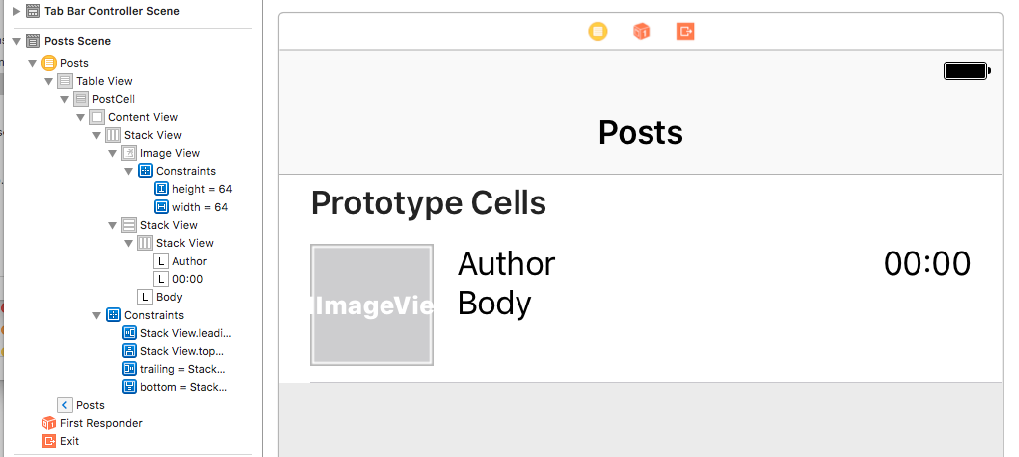 Tab Bar Controller Scene
Posts Scene
Posts
Table View
PostCell
Content View
Stack View
Image View
Constraints
height = 64
width = 64
Stack View
Stack View
L Author
L 00:00
L Body
Constraints
Stack View.leadi...
Stack View.top...
trailing = Stack...
bottom = Stack...
Posts
First Responder
Exit
Posts
Prototype Cells
IImageVie
Author
00:00
Body